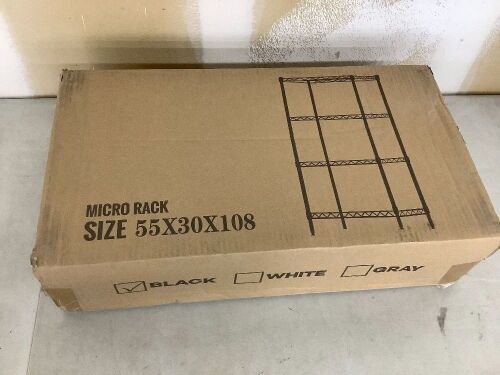 MICRO RACK
SIZE 55X30X108
BLACK WHITE GRAY